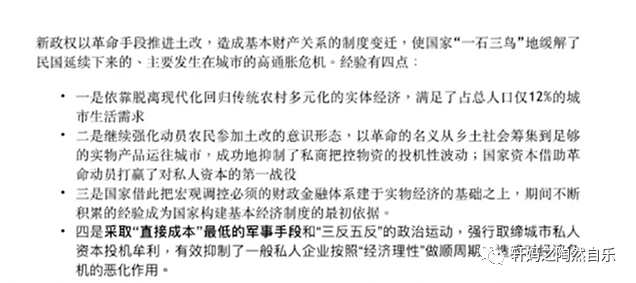 新政权以革命手段推进土改，造成基本财产关系的制度变迁，使国家“一石三鸟”地缓解了
民国延续下来的、主要发生在城市的高通胀危机。经验有四点：
• 一是依靠脱离现代化回归传统农村多元化的实体经济，满足了占总人口仅12%的城
市生活需求
• 二是继续强化动员农民参加土改的意识形态，以革命的名义从乡土社会筹集到足够
的实物产品运往城市，成功地抑制了私商把控物资的投机性波动；国家资本借助革
命动员打赢了对私人资本的第一战役
• 三是国家借此把宏观调控必须的财政金融体系建于实物经济的基础之上，期间不断
积累的经验成为国家构建基本经济制度的最初依据。
• 四是采取“直接成本”最低的军事手段和“三反五反”的政治运动，强行取缔城市私人
资本投机牟利，有效抑制了一般私人企业按照“经济理性”做顺周期
机的恶化作用。
轩码之陶然自乐